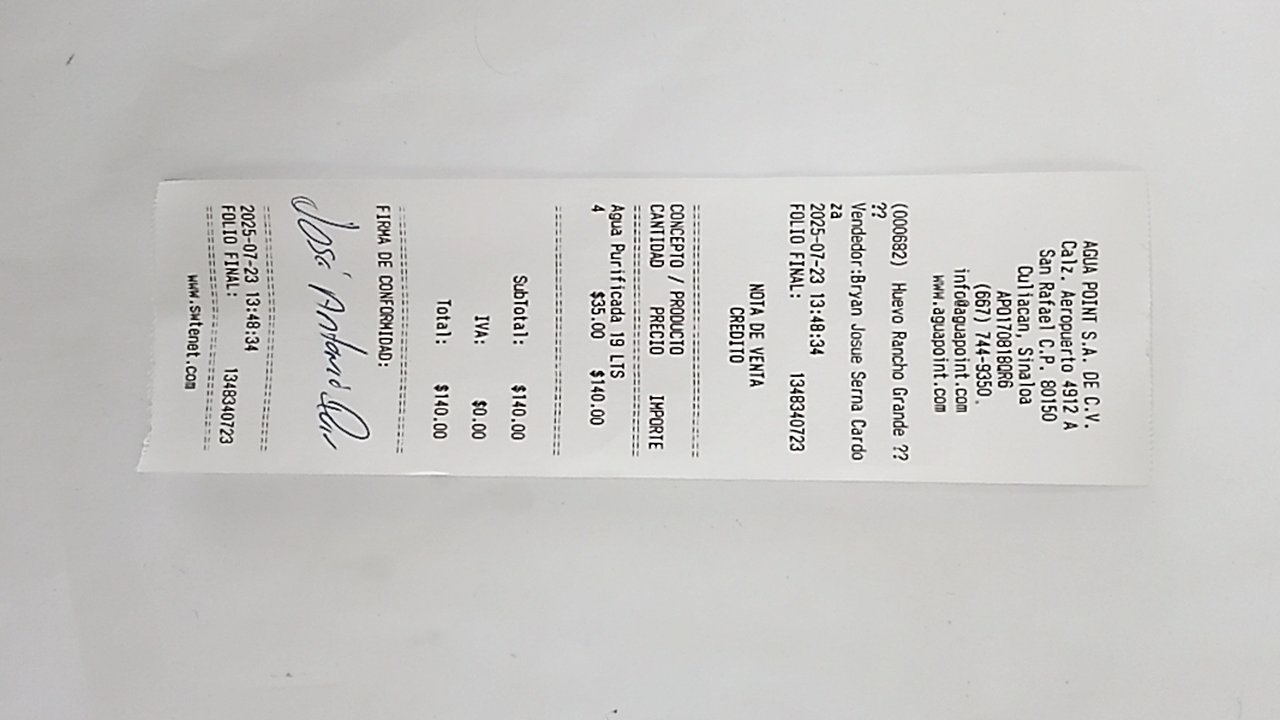 AGUA POINT S.A. DE C.V.
Calz. Aeropuerto 4912 A
San Rafael C.P. 80150
Culiacan, Sinaloa
APO170818QR6
(667) 744-9350.
info@aguapoint.com
www.aguapoint.com
(000682) Huevo Rancho Grande ??
??
Vendedor:Bryan Josue Serna Cardo
za
2025-07-23 13:48:34
FOLIO FINAL: 1348340723
NOTA DE VENTA
CREDITO
================================
CONCEPTO / PRODUCTO
CANTIDAD PRECIO IMPORTE
================================
Agua Purificada 19 LTS
4 $35.00 $140.00
================================
SubTotal: $140.00
IVA: $0.00
Total: $140.00
================================
FIRMA DE CONFORMIDAD:
José Antonio
================================
2025-07-23 13:48:34
FOLIO FINAL: 1348340723
================================
www.swtonet.com